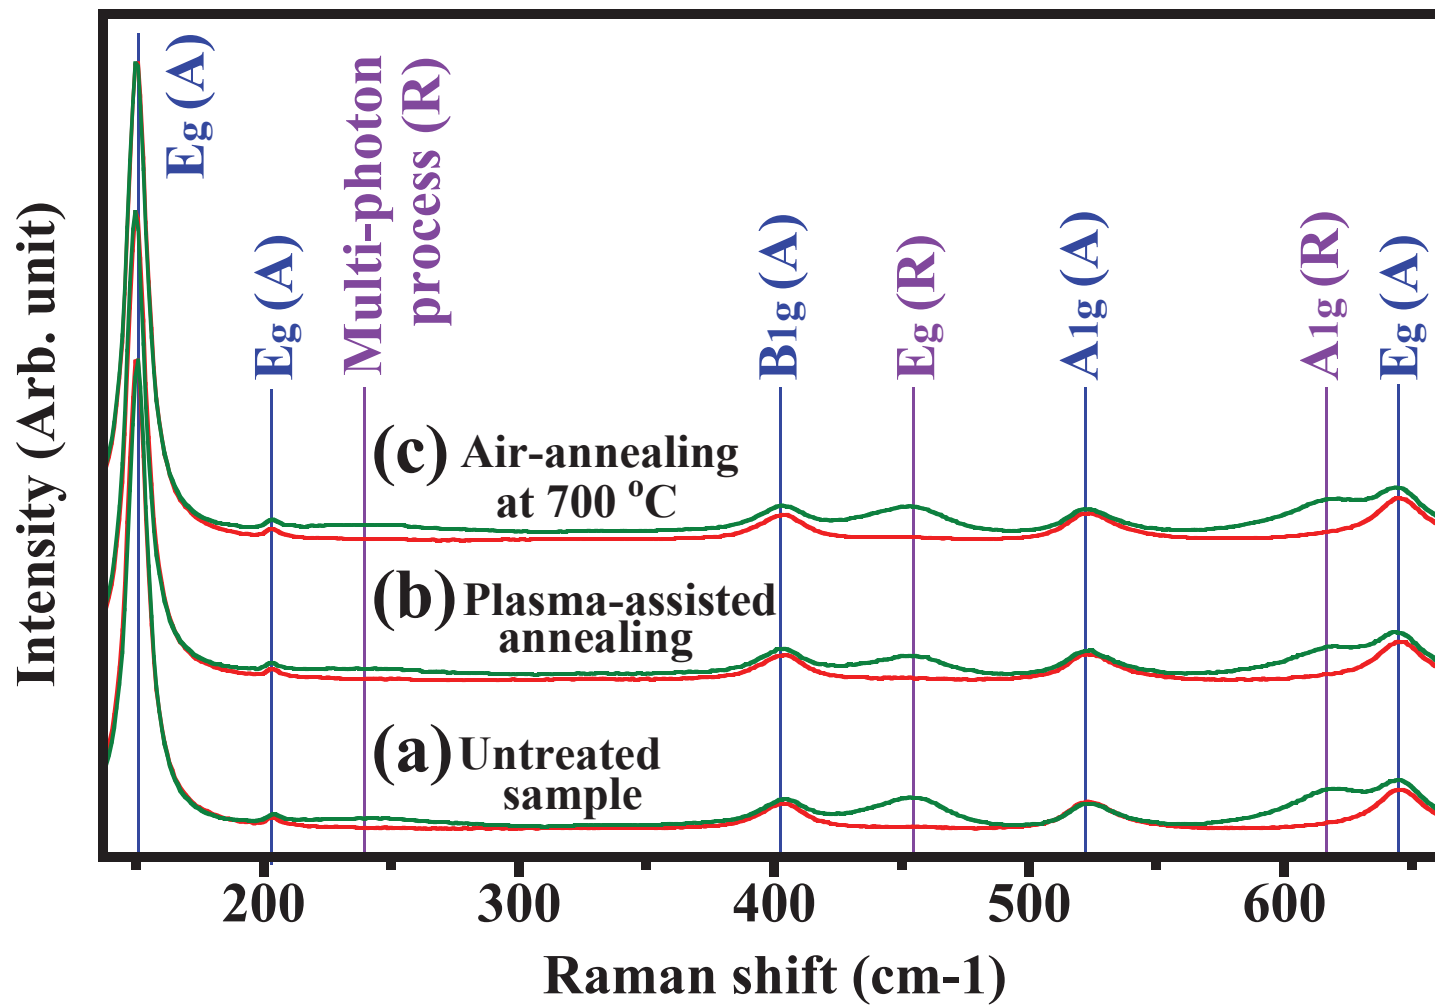 Eg (A)
Multi-photon
process (R)
Eg (A)
B1g (A)
Eg (R)
A1g (A)
A1g (R)
Eg (A)
Intensity (Arb. unit)
(c) Air-annealing
at 700 °C
(b) Plasma-assisted
annealing
(a) Untreated
sample
200 300 400 500 600
Raman shift (cm-1)